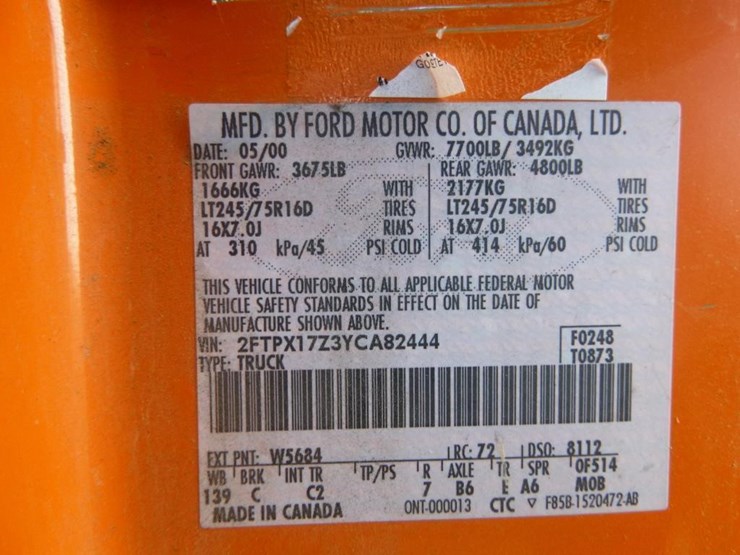 GOETE
MFD. BY FORD MOTOR CO. OF CANADA, LTD.
DATE: 05/00 GVWR: 7700LB/ 3492KG
FRONT GAWR: 3675LB REAR GAWR: 4800LB
1666KG WITH 2177KG WITH
LT245/75R16D TIRES LT245/75R16D TIRES
16X7.0J RIMS 16X7.0J RIMS
AT 310 kPa/45 PSI COLD AT 414 kPa/60 PSI COLD
THIS VEHICLE CONFORMS TO ALL APPLICABLE FEDERAL MOTOR
VEHICLE SAFETY STANDARDS IN EFFECT ON THE DATE OF
MANUFACTURE SHOWN ABOVE.
VIN: 2FTPX17Z3YCA82444 F0248
TYPE: TRUCK T0873
EXT PNT: W5684 RC: 72 DSO: 8112
WB BRK INT TR TP/PS R AXLE TR SPR OF514
139 C C2 7 B6 E A6 MOB
MADE IN CANADA ONT-000013 CTC ▽ F85B-1520472-AB